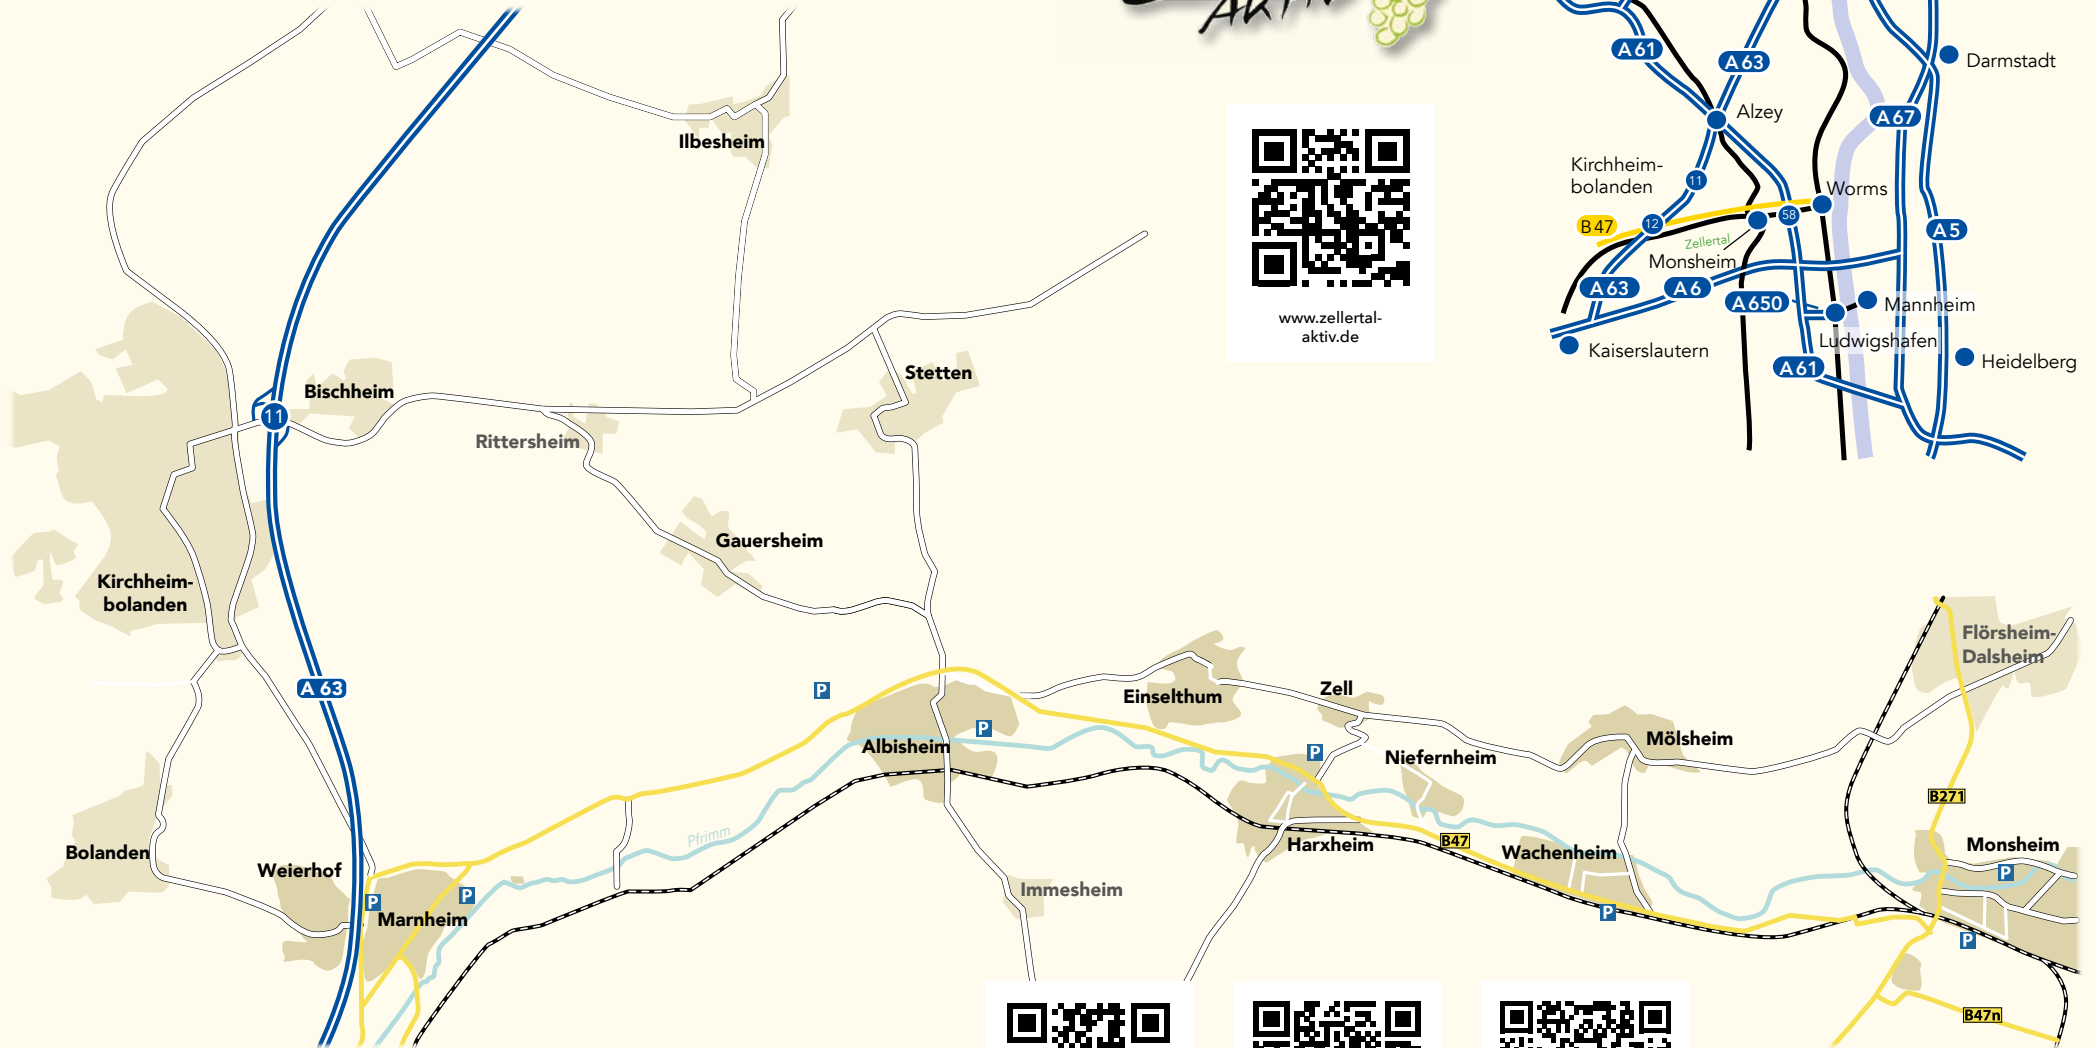 AKTIV
www.zellertal-
aktiv.de
A 61
A 63
Darmstadt
Alzey
A 67
Kirchheim-
bolanden
11
Worms
B 47
12
58
A 5
Zellertal
Monsheim
A 63
A 6
A 650
Mannheim
Ludwigshafen
Kaiserslautern
A 61
Heidelberg
Ilbesheim
Bischheim
11
Rittersheim
Stetten
Gauersheim
Kirchheim-
bolanden
A 63
Flörsheim-
Dalsheim
P
Einselthum
Zell
P
Albisheim
P
Niefernheim
Mölsheim
B271
Pfrimm
Bolanden
Weierhof
Harxheim
B47
Wachenheim
Monsheim
P
P
P
Marnheim
Immesheim
P
P
B47n